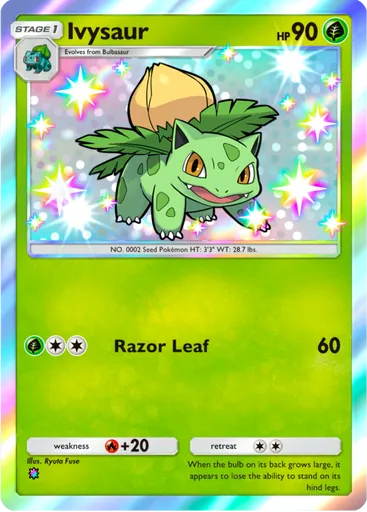 STAGE 1
Ivysaur
HP 90
Evolves from Bulbasaur
NO. 0002 Seed Pokémon HT: 3'3" WT: 28.7 lbs.
Razor Leaf 60
weakness +20 retreat
Illus. Ryuta Fuse
When the bulb on its back grows large, it
appears to lose the ability to stand on its
hind legs.